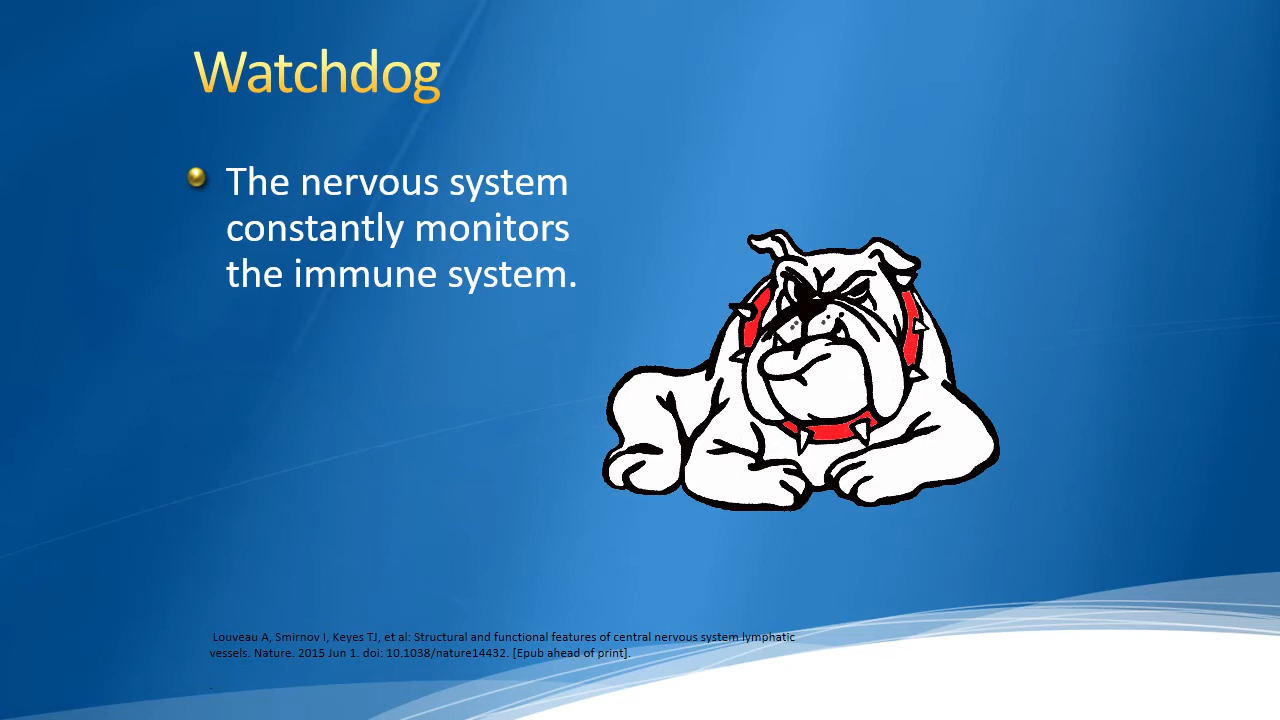 Watchdog
The nervous system
constantly monitors
the immune system.
Louveau A, Smirnov I, Keyes TJ, et al: Structural and functional features of central nervous system lymphatic
vessels. Nature. 2015 Jun 1. doi: 10.1038/nature14432. [Epub ahead of print].
.